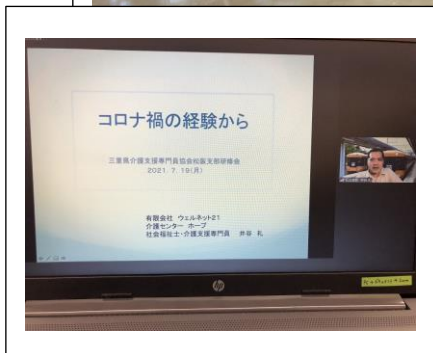 コロナ禍の経験から
三重県介護支援専門員協会松阪支部研修会
2021. 7. 19(月)
有限会社 ウェルネット21
介護センター ホープ
社会福祉士・介護支援専門員 井谷 礼
hp